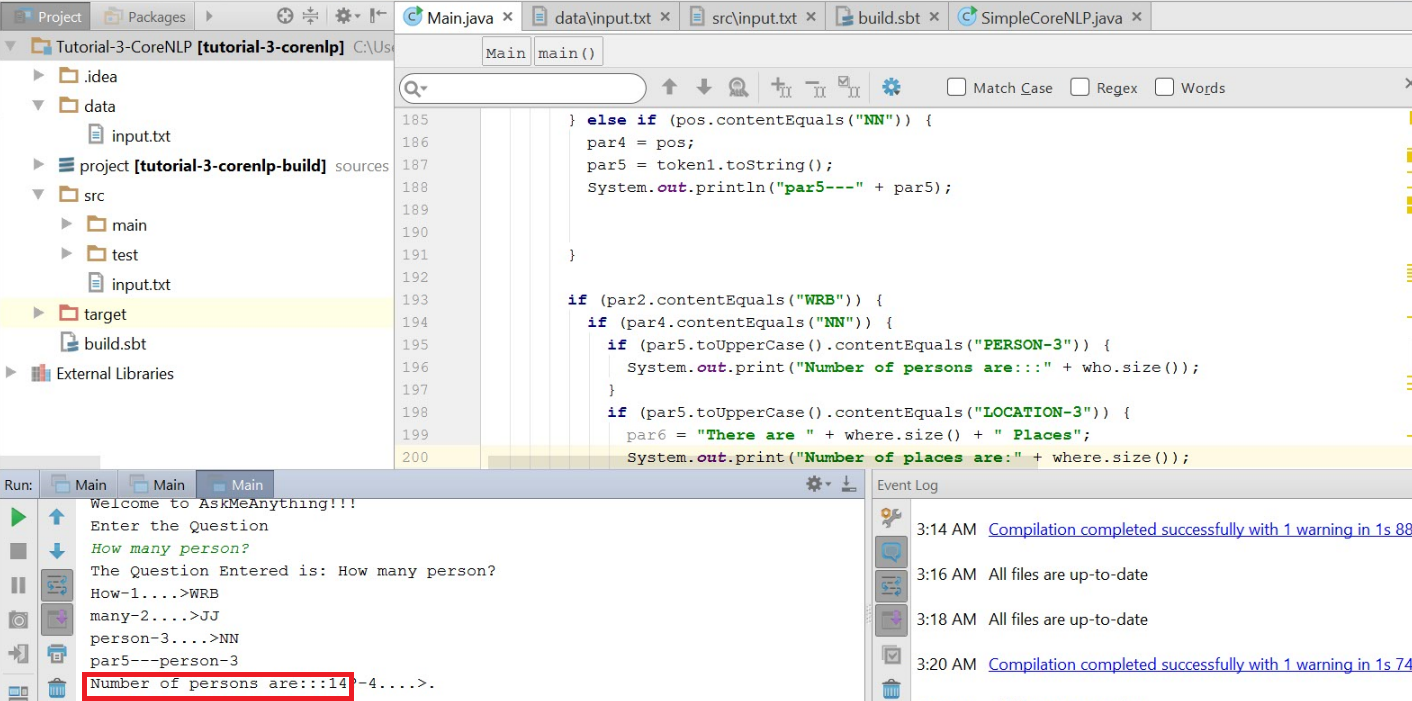 Project
Packages
Main.java
data\input.txt
src\input.txt
build.sbt
SimpleCoreNLP.java
Tutorial-3-CoreNLP [tutorial-3-corenlp] C:\Use
.idea
data
input.txt
project [tutorial-3-corenlp-build] sources
src
main
test
input.txt
target
build.sbt
External Libraries
Main main()
Match Case Regex Words
185 } else if (pos.contentEquals("NN")) {
186 par4 = pos;
187 par5 = token1.toString();
188 System.out.println("par5---" + par5);
189
190
191 }
192
193 if (par2.contentEquals("WRB")) {
194 if (par4.contentEquals("NN")) {
195 if (par5.toUpperCase().contentEquals("PERSON-3")) {
196 System.out.print("Number of persons are:::" + who.size());
197 }
198 if (par5.toUpperCase().contentEquals("LOCATION-3")) {
199 par6 = "There are " + where.size() + " Places";
200 System.out.print("Number of places are:" + where.size());
Run: Main Main Main
Welcome to AskMeAnything!!!
Enter the Question
How many person?
The Question Entered is: How many person?
How-1....>WRB
many-2....>JJ
person-3....>NN
par5---person-3
Number of persons are:::14?-4....>.
Event Log
3:14 AM Compilation completed successfully with 1 warning in 1s 88
3:16 AM All files are up-to-date
3:18 AM All files are up-to-date
3:20 AM Compilation completed successfully with 1 warning in 1s 74